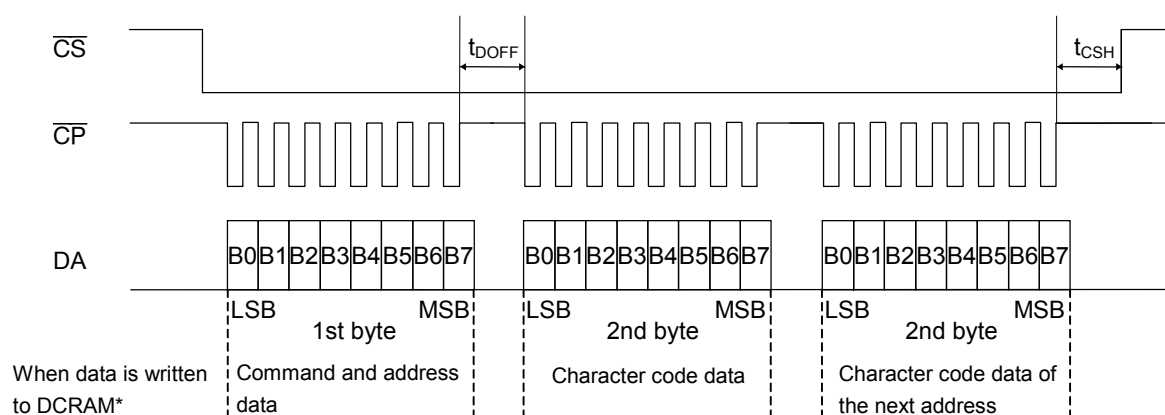 CS
tDOFF
tCSH
CP
DA
B0 B1 B2 B3 B4 B5 B6 B7
B0 B1 B2 B3 B4 B5 B6 B7
B0 B1 B2 B3 B4 B5 B6 B7
LSB MSB
LSB MSB
LSB MSB
1st byte
2nd byte
2nd byte
When data is written
to DCRAM*
Command and address
data
Character code data
Character code data of
the next address